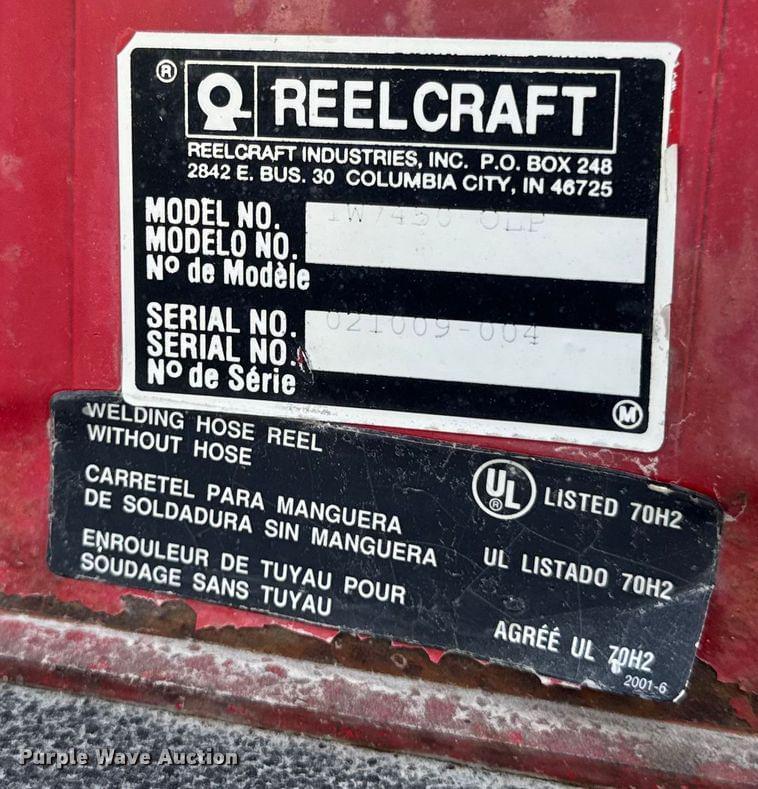 ® REELCRAFT
REELCRAFT INDUSTRIES, INC. P.O. BOX 248
2842 E. BUS. 30 COLUMBIA CITY, IN 46725
MODEL NO.
MODELO NO.
Nº de Modèle
SERIAL NO.
SERIAL NO.
Nº de Série
021009-004
M
WELDING HOSE REEL
WITHOUT HOSE
CARRETEL PARA MANGUERA
DE SOLDADURA SIN MANGUERA
ENROULEUR DE TUYAU POUR
SOUDAGE SANS TUYAU
UL ® LISTED 70H2
UL LISTADO 70H2
AGRÉÉ UL 70H2
2001-6
Purple Wave Auction